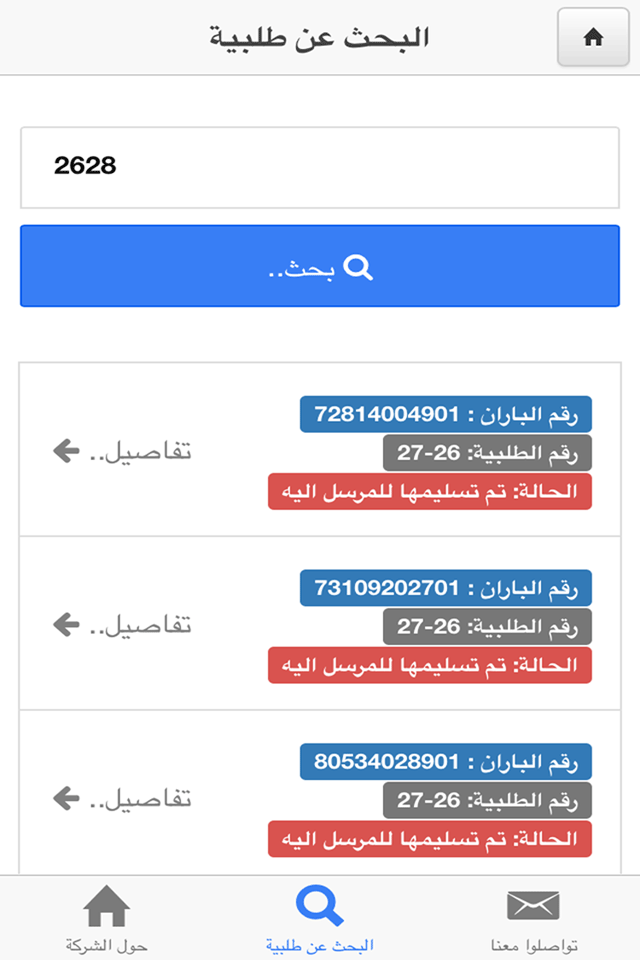 البحث عن طلبية
2628
بحث..
رقم الباران : 72814004901
رقم الطلبية: 26-27
الحالة: تم تسليمها للمرسل اليه
تفاصيل..
رقم الباران : 73109202701
رقم الطلبية: 26-27
الحالة: تم تسليمها للمرسل اليه
تفاصيل..
رقم الباران : 80534028901
رقم الطلبية: 26-27
الحالة: تم تسليمها للمرسل اليه
تفاصيل..
تواصلوا معنا
البحث عن طلبية
حول الشركة